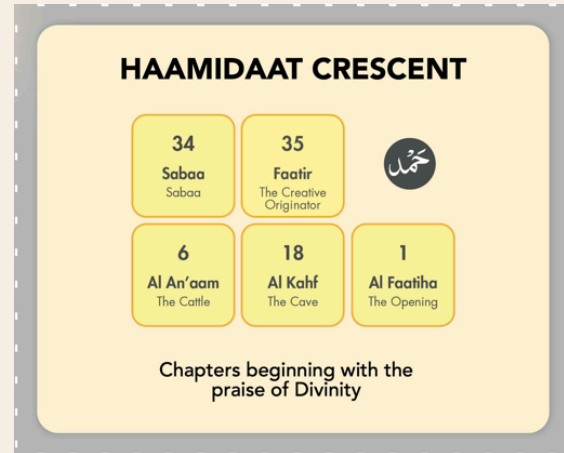 HAAMIDAAT CRESCENT
34
Sabaa
Sabaa
35
Faatir
The Creative
Originator
حَمْد
6
Al An'aam
The Cattle
18
Al Kahf
The Cave
1
Al Faatiha
The Opening
Chapters beginning with the
praise of Divinity